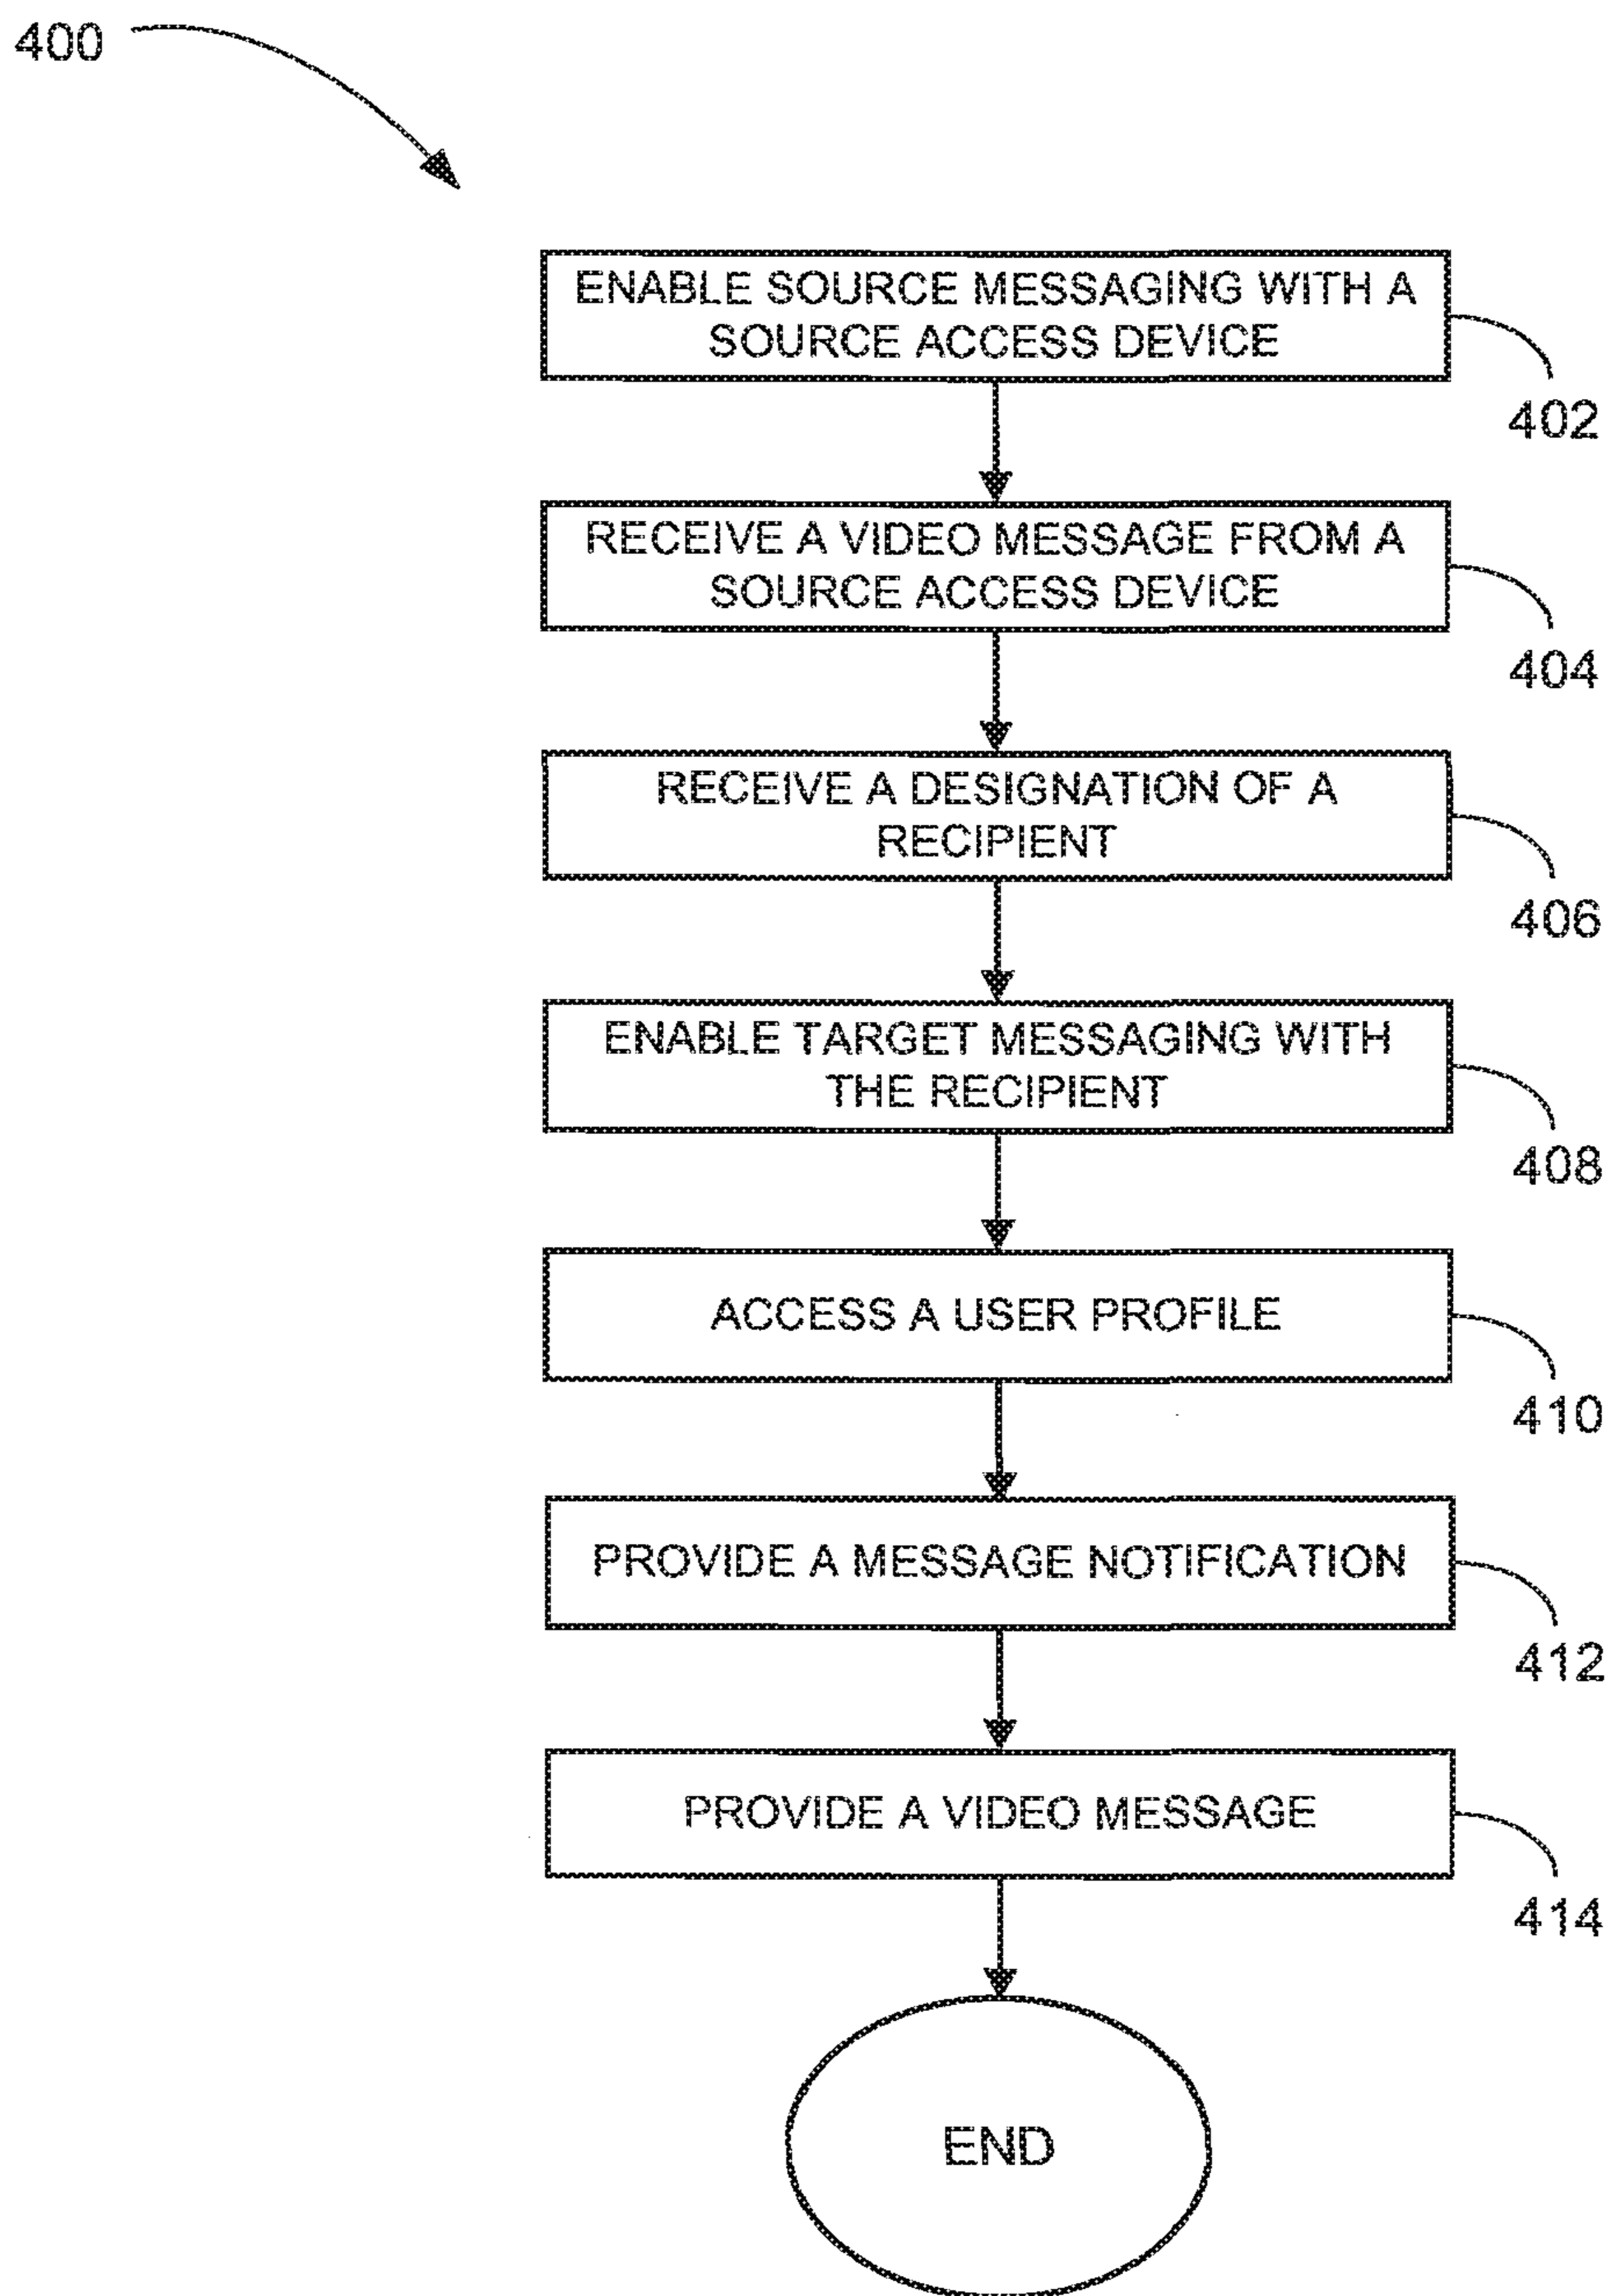 400
ENABLE SOURCE MESSAGING WITH A
SOURCE ACCESS DEVICE
402
RECEIVE A VIDEO MESSAGE FROM A
SOURCE ACCESS DEVICE
404
RECEIVE A DESIGNATION OF A
RECIPIENT
406
ENABLE TARGET MESSAGING WITH
THE RECIPIENT
408
ACCESS A USER PROFILE
410
PROVIDE A MESSAGE NOTIFICATION
412
PROVIDE A VIDEO MESSAGE
414
END